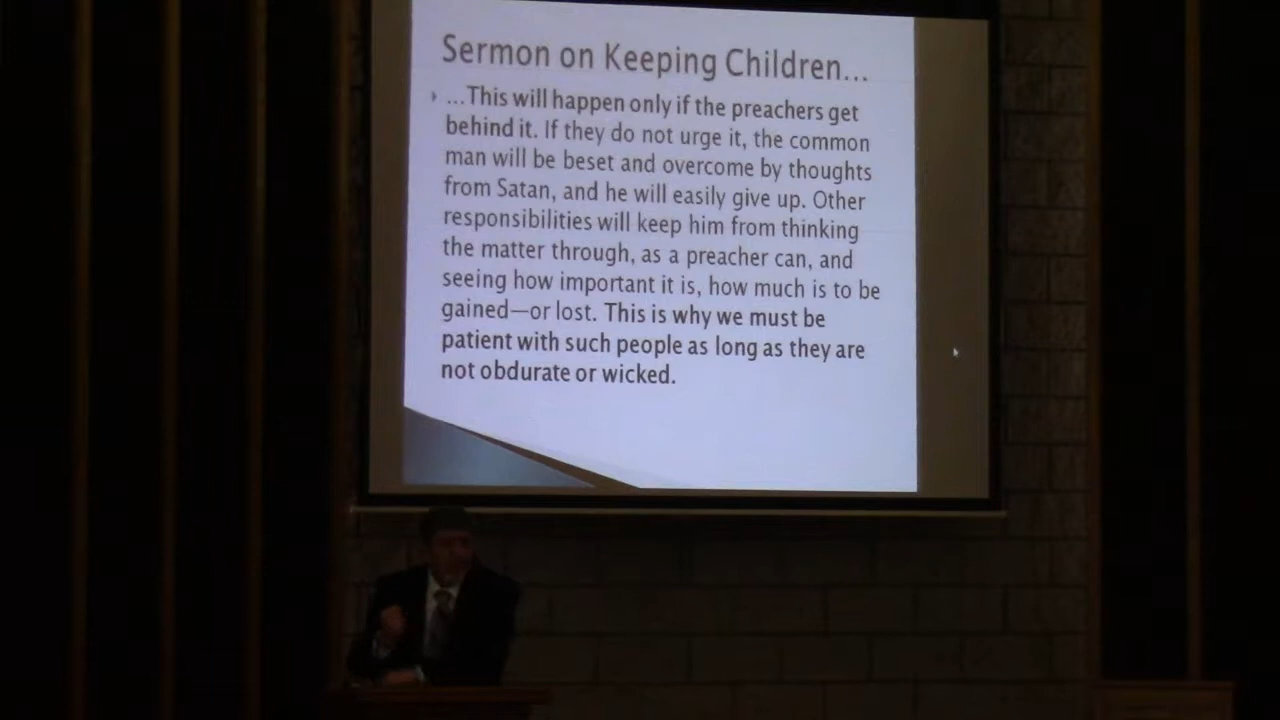 Sermon on Keeping Children...
...This will happen only if the preachers get
behind it. If they do not urge it, the common
man will be beset and overcome by thoughts
from Satan, and he will easily give up. Other
responsibilities will keep him from thinking
the matter through, as a preacher can, and
seeing how important it is, how much is to be
gained—or lost. This is why we must be
patient with such people as long as they are
not obdurate or wicked.